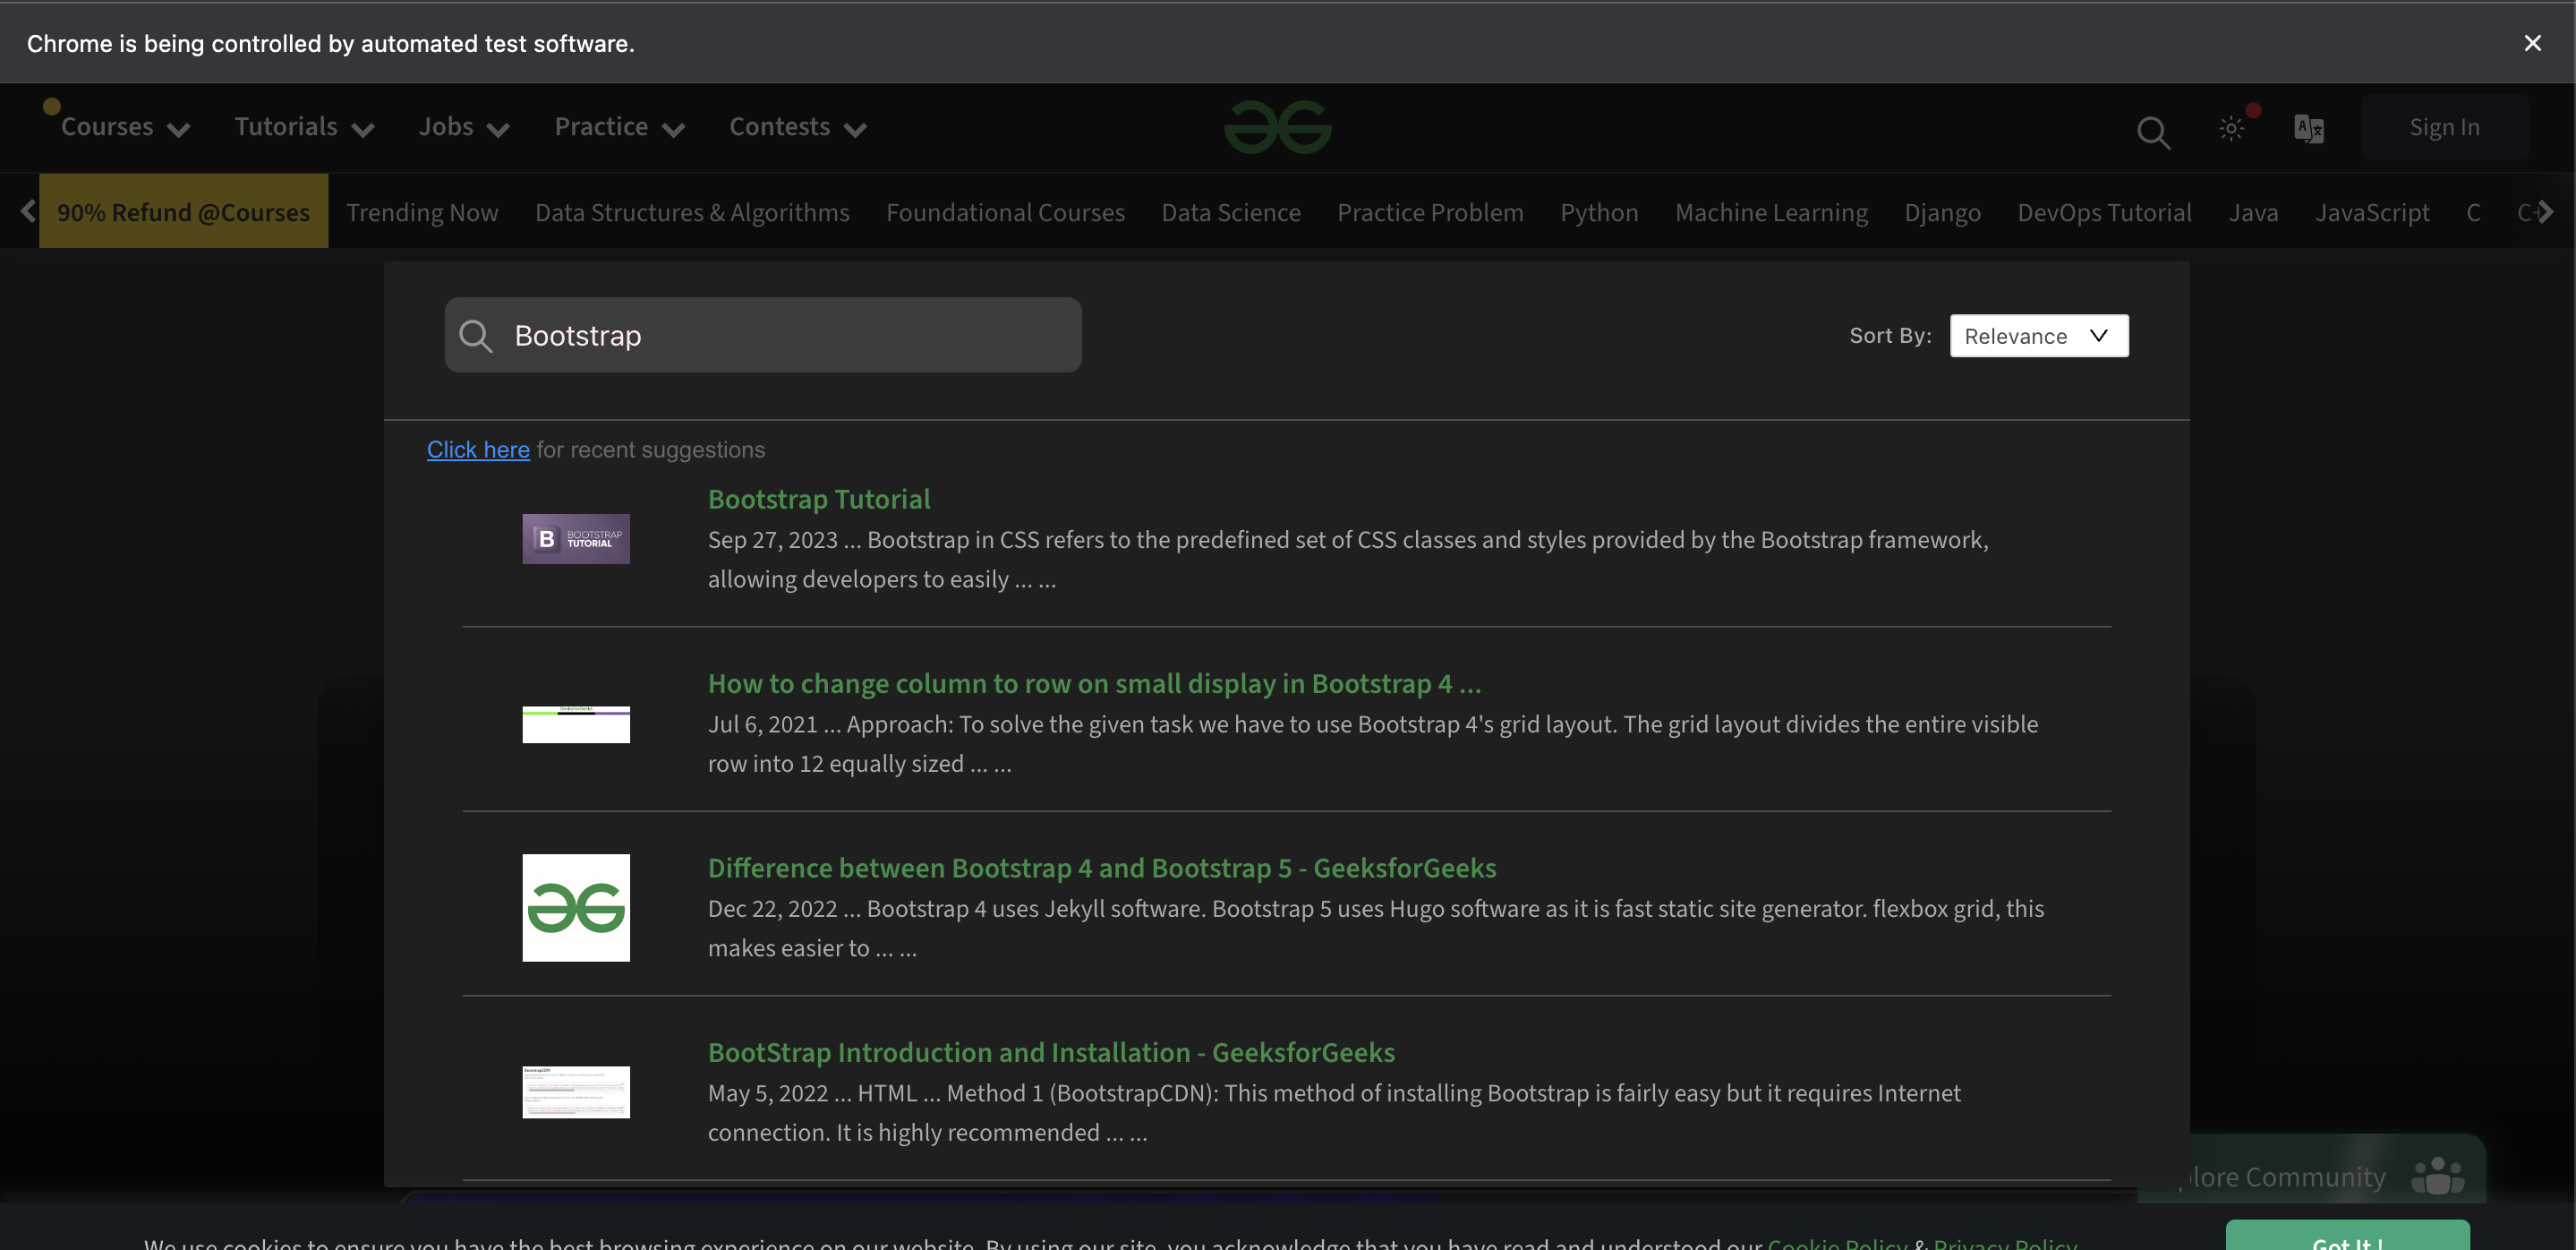 Chrome is being controlled by automated test software.
Courses Tutorials Jobs Practice Contests Sign In
90% Refund @Courses Trending Now Data Structures & Algorithms Foundational Courses Data Science Practice Problem Python Machine Learning Django DevOps Tutorial Java JavaScript C
Bootstrap
Sort By: Relevance
Click here for recent suggestions
Bootstrap Tutorial
BOOTSTRAP
TUTORIAL
Sep 27, 2023 ... Bootstrap in CSS refers to the predefined set of CSS classes and styles provided by the Bootstrap framework,
allowing developers to easily ... ...
How to change column to row on small display in Bootstrap 4 ...
Jul 6, 2021 ... Approach: To solve the given task we have to use Bootstrap 4's grid layout. The grid layout divides the entire visible
row into 12 equally sized ... ...
Difference between Bootstrap 4 and Bootstrap 5 - GeeksforGeeks
Dec 22, 2022 ... Bootstrap 4 uses Jekyll software. Bootstrap 5 uses Hugo software as it is fast static site generator. flexbox grid, this
makes easier to ... ...
BootStrap Introduction and Installation - GeeksforGeeks
May 5, 2022 ... HTML ... Method 1 (BootstrapCDN): This method of installing Bootstrap is fairly easy but it requires Internet
connection. It is highly recommended ... ...
plore Community
We use cookies to ensure you have the best browsing experience on our website. By using our site, you acknowledge that you have read and understood our Cookie Policy & Privacy Policy
Got It !